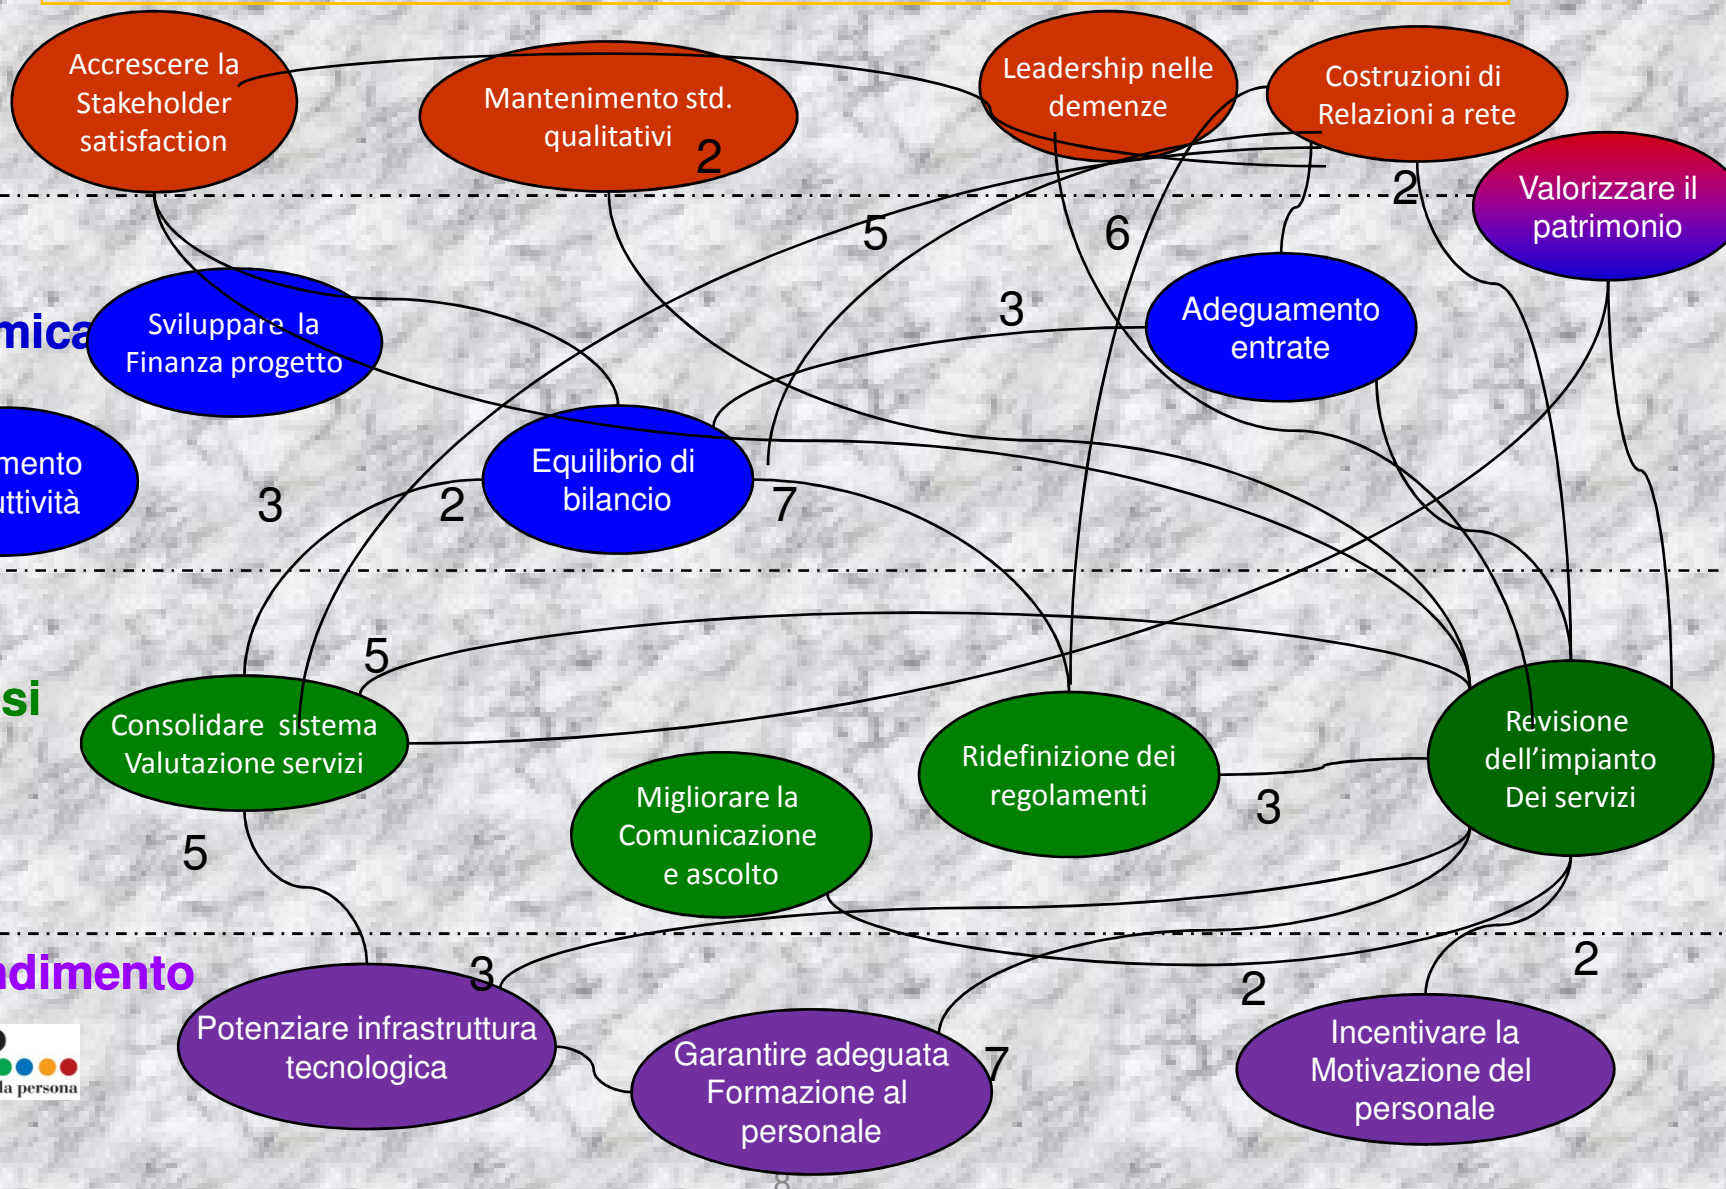 Accrescere la
Stakeholder
satisfaction
Mantenimento std.
qualitativi
2
Leadership nelle
demenze
Costruzioni di
Relazioni a rete
2
Valorizzare il
patrimonio
5
6
3
mica
Sviluppare la
Finanza progetto
Adeguamento
entrate
mento
uttività
3
2
Equilibrio di
bilancio
7
5
si
Consolidare sistema
Valutazione servizi
Migliorare la
Comunicazione
e ascolto
Ridefinizione dei
regolamenti
3
Revisione
dell’impianto
Dei servizi
5
ndimento
3
2
2
Potenziare infrastruttura
tecnologica
Garantire adeguata
Formazione al
personale
7
Incentivare la
Motivazione del
personale
la persona
8